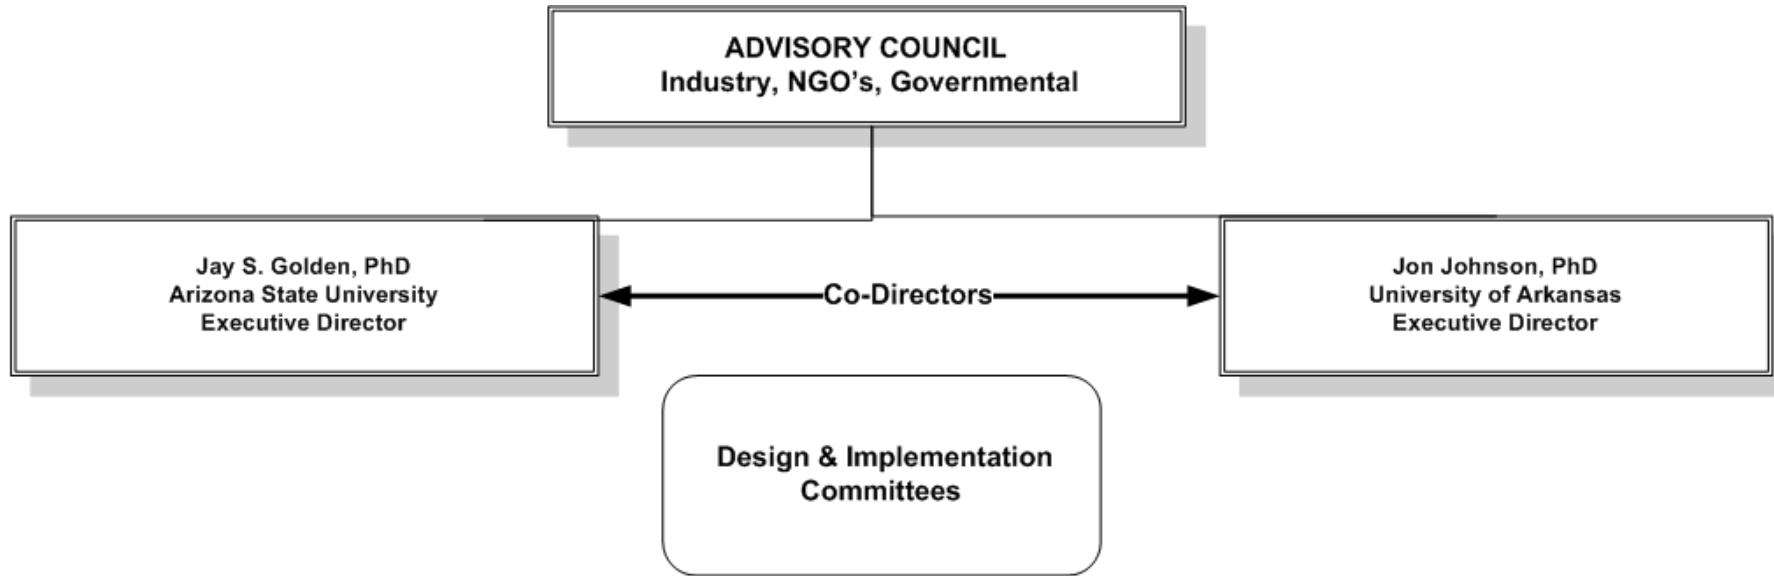 ADVISORY COUNCIL
Industry, NGO’s, Governmental
Jay S. Golden, PhD
Arizona State University
Executive Director
Co-Directors
Jon Johnson, PhD
University of Arkansas
Executive Director
Design & Implementation
Committees